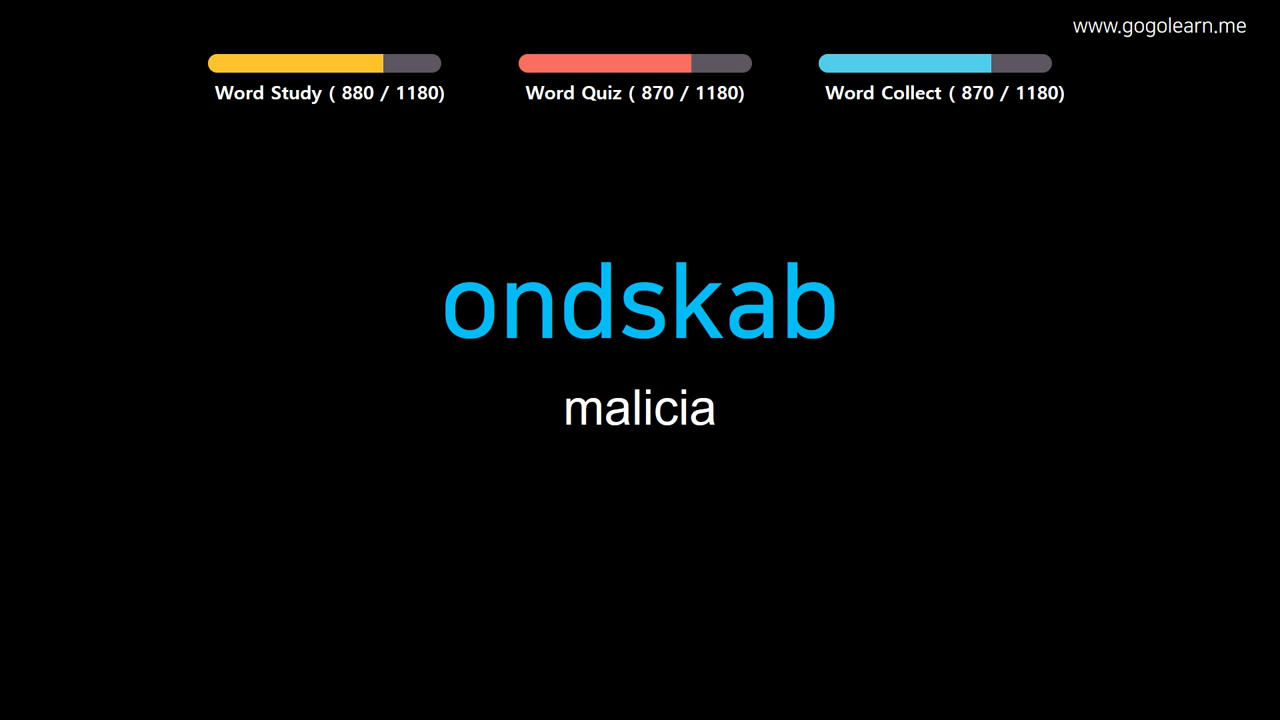 www.gogolearn.me
Word Study ( 880 / 1180)
Word Quiz ( 870 / 1180)
Word Collect ( 870 / 1180)
ondskab
malicia